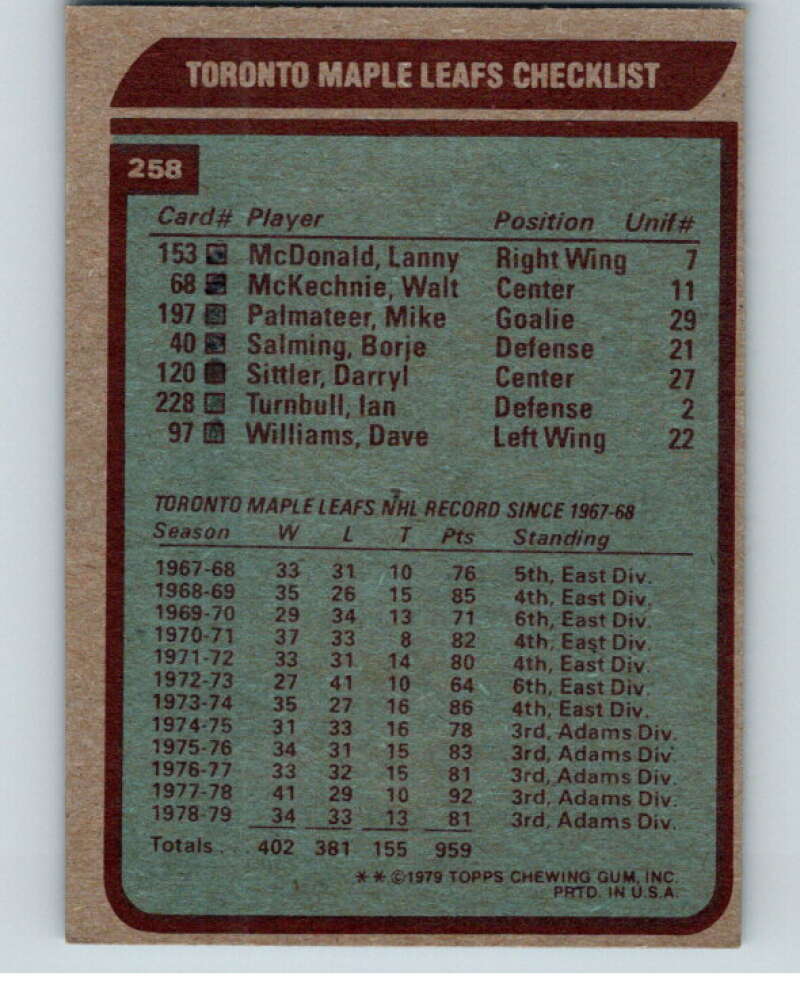 TORONTO MAPLE LEAFS CHECKLIST
258
Card# Player Position Unif#
153 McDonald, Lanny Right Wing 7
68 McKechnie, Walt Center 11
197 Palmateer, Mike Goalie 29
40 Salming, Borje Defense 21
120 Sittler, Darryl Center 27
228 Turnbull, Ian Defense 2
97 Williams, Dave Left Wing 22
TORONTO MAPLE LEAFS NHL RECORD SINCE 1967-68
Season W L T Pts Standing
1967-68 33 31 10 76 5th, East Div.
1968-69 35 26 15 85 4th, East Div.
1969-70 29 34 13 71 6th, East Div.
1970-71 37 33 8 82 4th, East Div.
1971-72 33 31 14 80 4th, East Div.
1972-73 27 41 10 64 6th, East Div.
1973-74 35 27 16 86 4th, East Div.
1974-75 31 33 16 78 3rd, Adams Div.
1975-76 34 31 15 83 3rd, Adams Div.
1976-77 33 32 15 81 3rd, Adams Div.
1977-78 41 29 10 92 3rd, Adams Div.
1978-79 34 33 13 81 3rd, Adams Div.
Totals . . 402 381 155 959
* * ©1979 TOPPS CHEWING GUM, INC.
PRTD. IN U.S.A.